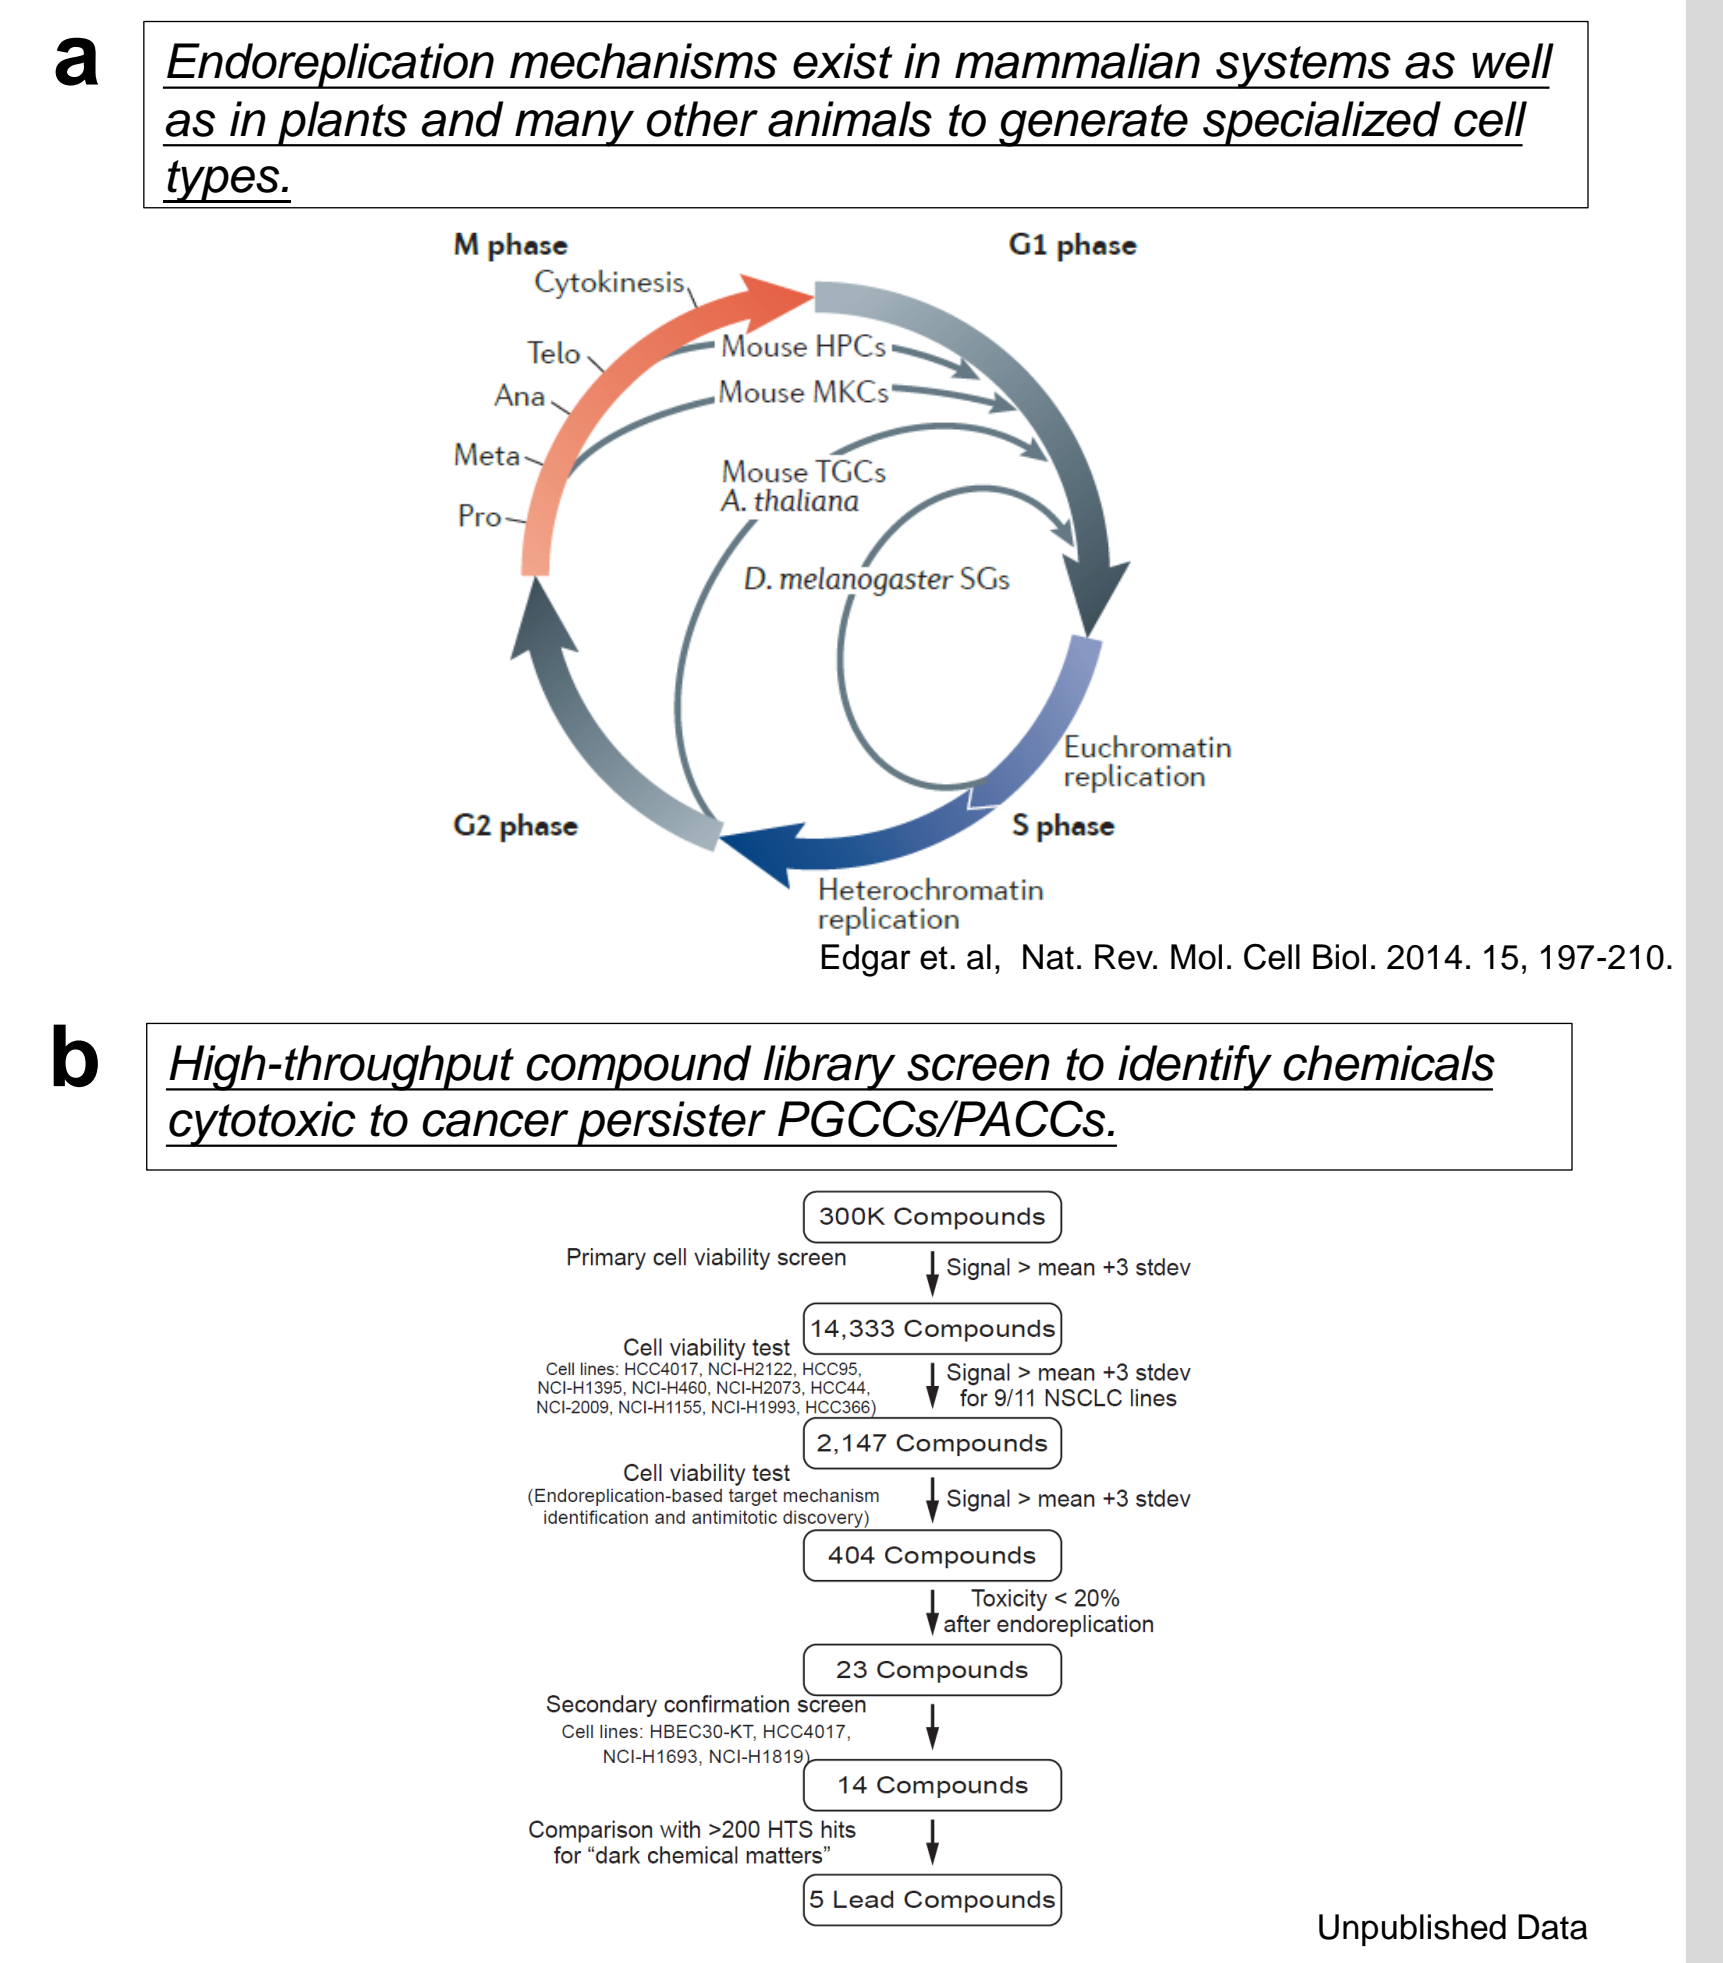 a
Endoreplication mechanisms exist in mammalian systems as well
as in plants and many other animals to generate specialized cell
types.
M phase
G1 phase
Cytokinesis
Telo
Mouse HPCs
Ana
Mouse MKCs
Meta
Mouse TGCs
A. thaliana
Pro
D. melanogaster SGs
Euchromatin
replication
G2 phase
S phase
Heterochromatin
replication
Edgar et. al, Nat. Rev. Mol. Cell Biol. 2014. 15, 197-210.
b
High-throughput compound library screen to identify chemicals
cytotoxic to cancer persister PGCCs/PACCs.
300K Compounds
Primary cell viability screen
Signal > mean +3 stdev
14,333 Compounds
Cell viability test
Cell lines: HCC4017, NCI-H2122, HCC95,
NCI-H1395, NCI-H460, NCI-H2073, HCC44,
NCI-2009, NCI-H1155, NCI-H1993, HCC366)
Signal > mean +3 stdev
for 9/11 NSCLC lines
2,147 Compounds
Cell viability test
(Endoreplication-based target mechanism
identification and antimitotic discovery)
Signal > mean +3 stdev
404 Compounds
Toxicity < 20%
after endoreplication
23 Compounds
Secondary confirmation screen
Cell lines: HBEC30-KT, HCC4017,
NCI-H1693, NCI-H1819)
14 Compounds
Comparison with >200 HTS hits
for “dark chemical matters”
5 Lead Compounds
Unpublished Data